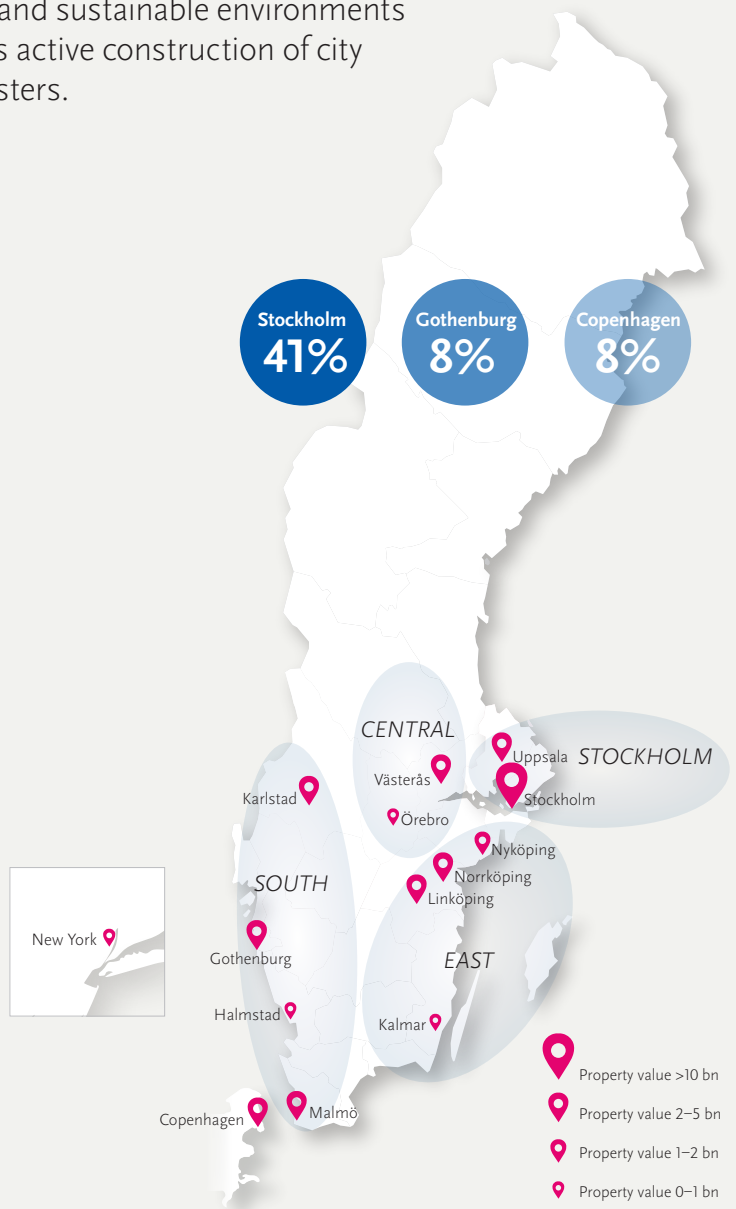 and sustainable environments
s active construction of city
sters.
Stockholm
41%
Gothenburg
8%
Copenhagen
8%
CENTRAL
Uppsala
STOCKHOLM
Västerås
Stockholm
Karlstad
Örebro
Nyköping
Norrköping
Linköping
SOUTH
New York
Gothenburg
EAST
Halmstad
Kalmar
Copenhagen
Malmö
Property value >10 bn
Property value 2–5 bn
Property value 1–2 bn
Property value 0–1 bn